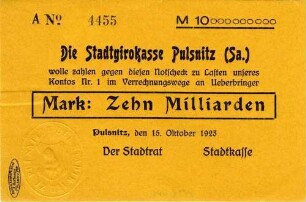 A No 4455 M 10000000000
Die Stadtgirokasse Pulsnitz (Sa.)
wolle zahlen gegen diesen Notscheck zu Lasten unseres
Kontos Nr. 1 im Verrechnungswege an Ueberbringer
Mark: Zehn Milliarden
Pulsnitz, den 15. Oktober 1923
Der Stadtrat Stadtkasse